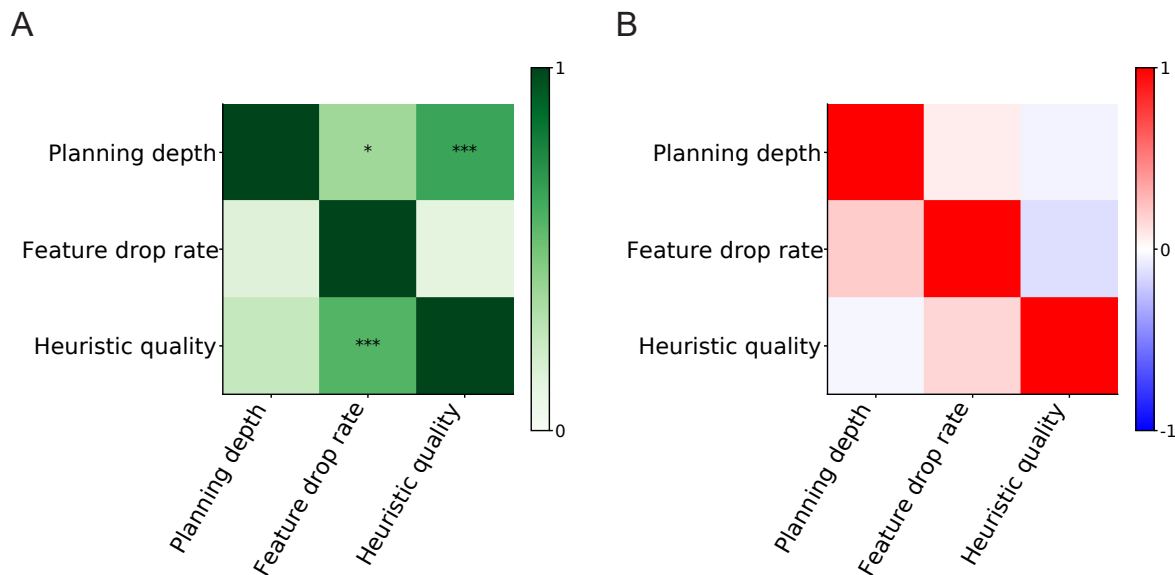 A
B
1
Planning depth
*
***
Feature drop rate
Heuristic quality
***
0
Planning depth
Feature drop rate
Heuristic quality
1
Planning depth
Feature drop rate
0
Heuristic quality
-1
Planning depth
Feature drop rate
Heuristic quality